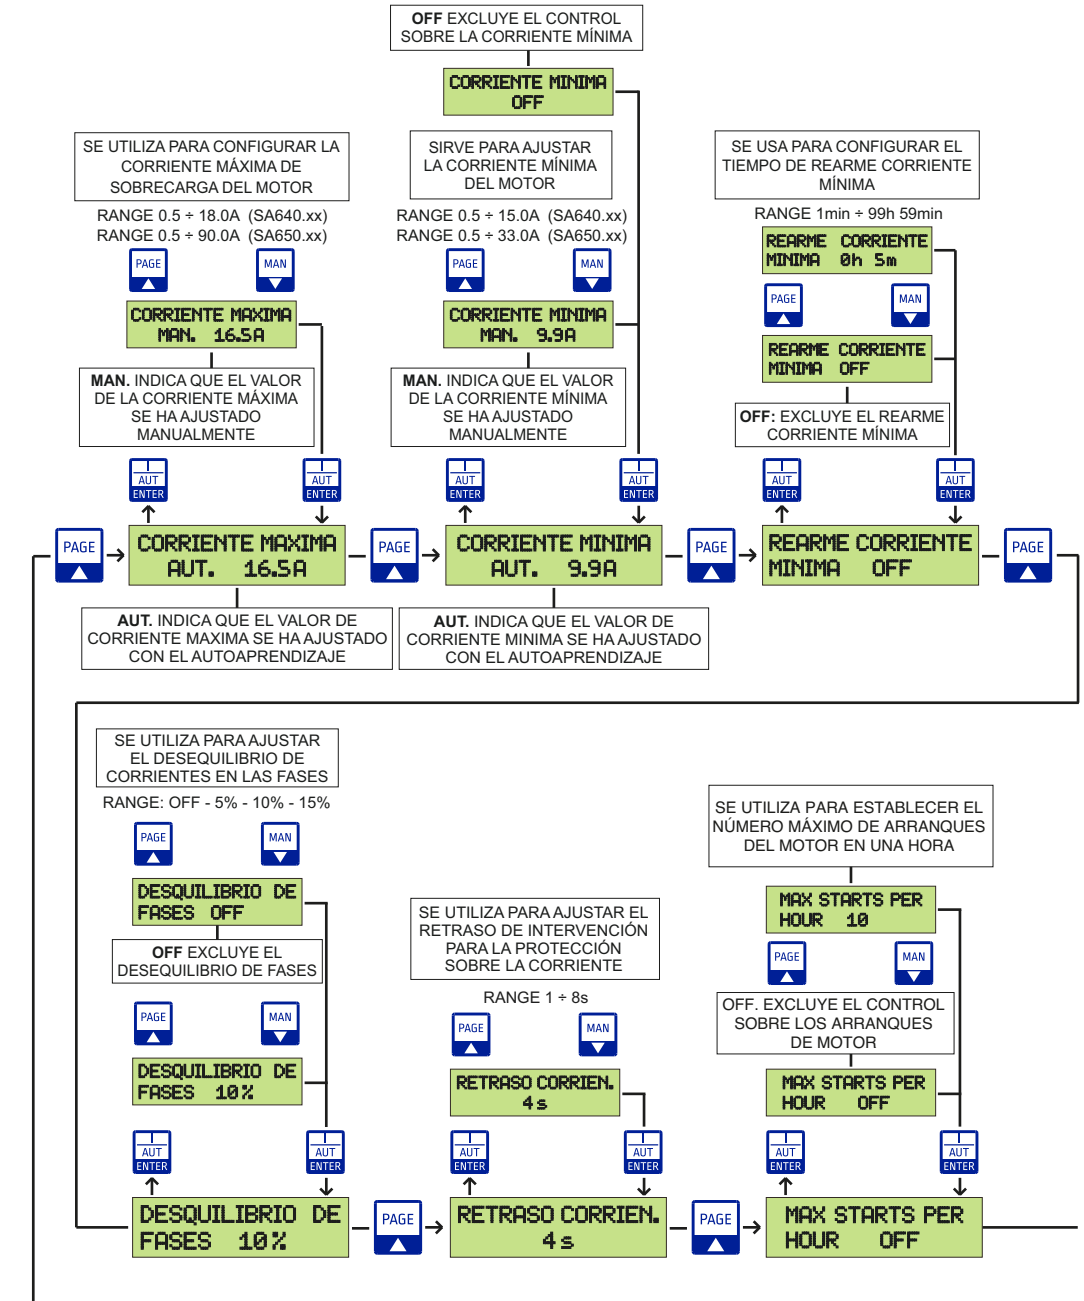 OFF EXCLUYE EL CONTROL
SOBRE LA CORRIENTE MÍNIMA
CORRIENTE MINIMA
OFF
SE UTILIZA PARA CONFIGURAR LA
CORRIENTE MÁXIMA DE
SOBRECARGA DEL MOTOR
RANGE 0.5 ÷ 18.0A (SA640.xx)
RANGE 0.5 ÷ 90.0A (SA650.xx)
PAGE
MAN
CORRIENTE MAXIMA
MAN. 16.5A
MAN. INDICA QUE EL VALOR
DE LA CORRIENTE MÁXIMA
SE HA AJUSTADO
MANUALMENTE
AUT
ENTER
AUT
ENTER
SIRVE PARA AJUSTAR
LA CORRIENTE MÍNIMA
DEL MOTOR
RANGE 0.5 ÷ 15.0A (SA640.xx)
RANGE 0.5 ÷ 33.0A (SA650.xx)
PAGE
MAN
CORRIENTE MINIMA
MAN. 9.9A
MAN. INDICA QUE EL VALOR
DE LA CORRIENTE MÍNIMA
SE HA AJUSTADO
MANUALMENTE
AUT
ENTER
AUT
ENTER
SE USA PARA CONFIGURAR EL
TIEMPO DE REARME CORRIENTE
MÍNIMA
RANGE 1min ÷ 99h 59min
REARME CORRIENTE
MINIMA 0h 5m
PAGE
MAN
REARME CORRIENTE
MINIMA OFF
OFF: EXCLUYE EL REARME
CORRIENTE MÍNIMA
AUT
ENTER
AUT
ENTER
PAGE
CORRIENTE MAXIMA
AUT. 16.5A
PAGE
CORRIENTE MINIMA
AUT. 9.9A
PAGE
REARME CORRIENTE
MINIMA OFF
PAGE
AUT. INDICA QUE EL VALOR DE
CORRIENTE MAXIMA SE HA AJUSTADO
CON EL AUTOAPRENDIZAJE
AUT. INDICA QUE EL VALOR DE
CORRIENTE MINIMA SE HA AJUSTADO
CON EL AUTOAPRENDIZAJE
SE UTILIZA PARA AJUSTAR
EL DESEQUILIBRIO DE
CORRIENTES EN LAS FASES
RANGE: OFF - 5% - 10% - 15%
PAGE
MAN
DESQUILIBRIO DE
FASES OFF
OFF EXCLUYE EL
DESEQUILIBRIO DE FASES
PAGE
MAN
DESQUILIBRIO DE
FASES 10%
AUT
ENTER
AUT
ENTER
SE UTILIZA PARA AJUSTAR EL
RETRASO DE INTERVENCIÓN
PARA LA PROTECCIÓN
SOBRE LA CORRIENTE
RANGE 1 ÷ 8s
PAGE
MAN
RETRASO CORRIEN.
4s
AUT
ENTER
AUT
ENTER
SE UTILIZA PARA ESTABLECER EL
NÚMERO MÁXIMO DE ARRANQUES
DEL MOTOR EN UNA HORA
MAX STARTS PER
HOUR 10
PAGE
MAN
OFF. EXCLUYE EL CONTROL
SOBRE LOS ARRANQUES
DE MOTOR
MAX STARTS PER
HOUR OFF
AUT
ENTER
AUT
ENTER
DESQUILIBRIO DE
FASES 10%
PAGE
RETRASO CORRIEN.
4s
PAGE
MAX STARTS PER
HOUR OFF